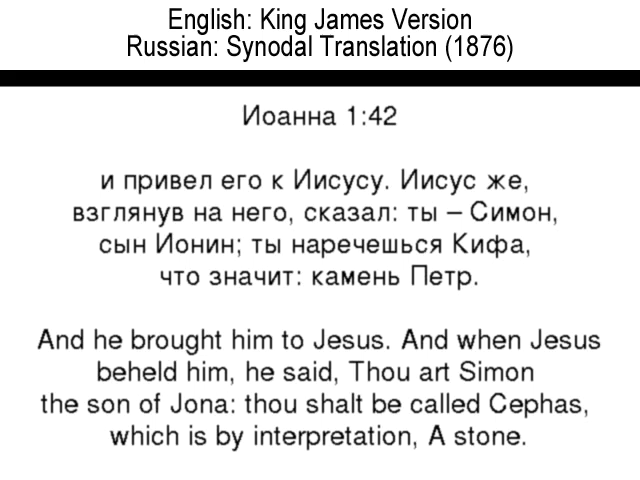 English: King James Version
Russian: Synodal Translation (1876)
Иоанна 1:42
и привел его к Иисусу. Иисус же,
взглянув на него, сказал: ты – Симон,
сын Ионин; ты наречешься Кифа,
что значит: камень Петр.
And he brought him to Jesus. And when Jesus
beheld him, he said, Thou art Simon
the son of Jona: thou shalt be called Cephas,
which is by interpretation, A stone.